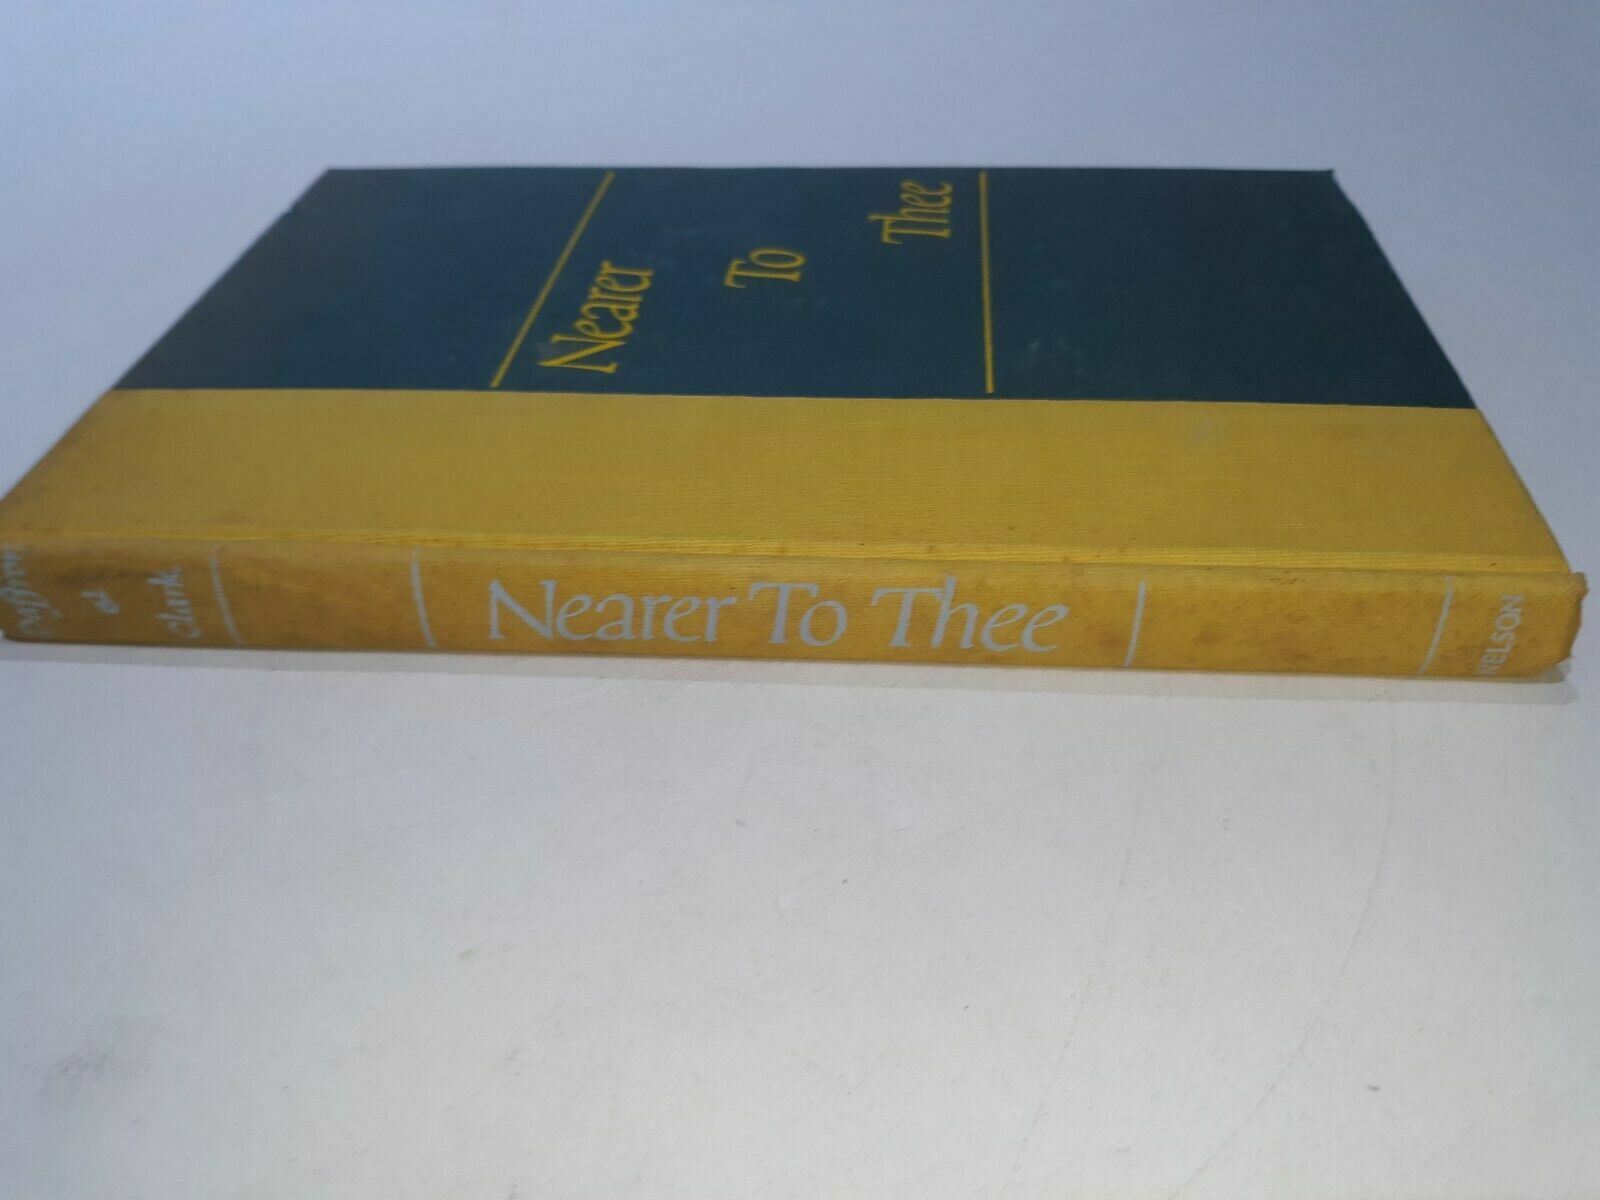 Nearer
To
Thee
&
Clark
Nearer To Thee
NELSON